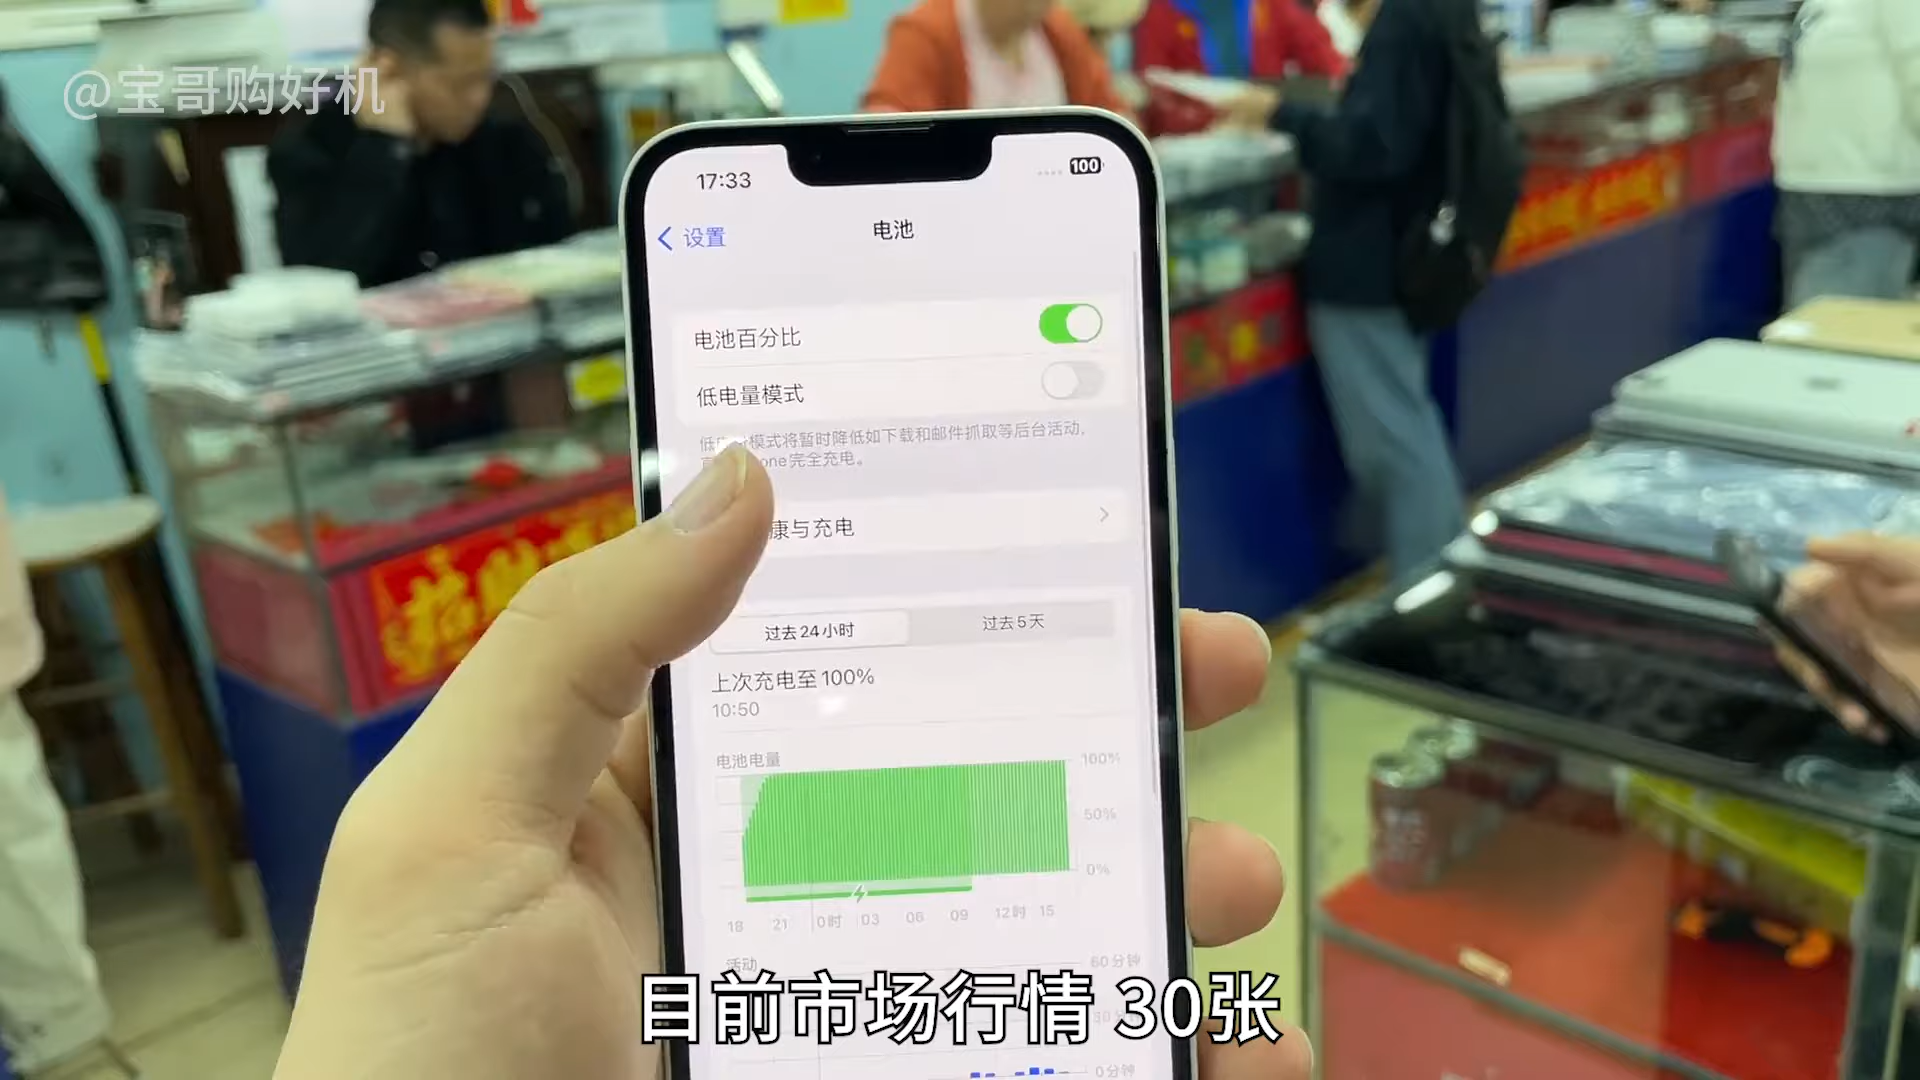 @宝哥购好机
17:33
100
设置
电池
电池百分比
低电量模式
模式将暂时降低如下载和邮件抓取等后台活动，
one完全充电。
康与充电
过去24小时
过去5天
上次充电至100%
10:50
电池电量
100%
50%
0%
18 21 0时 03 06 09 12时 15
活动
60分钟
0分钟
目前市场行情 30张